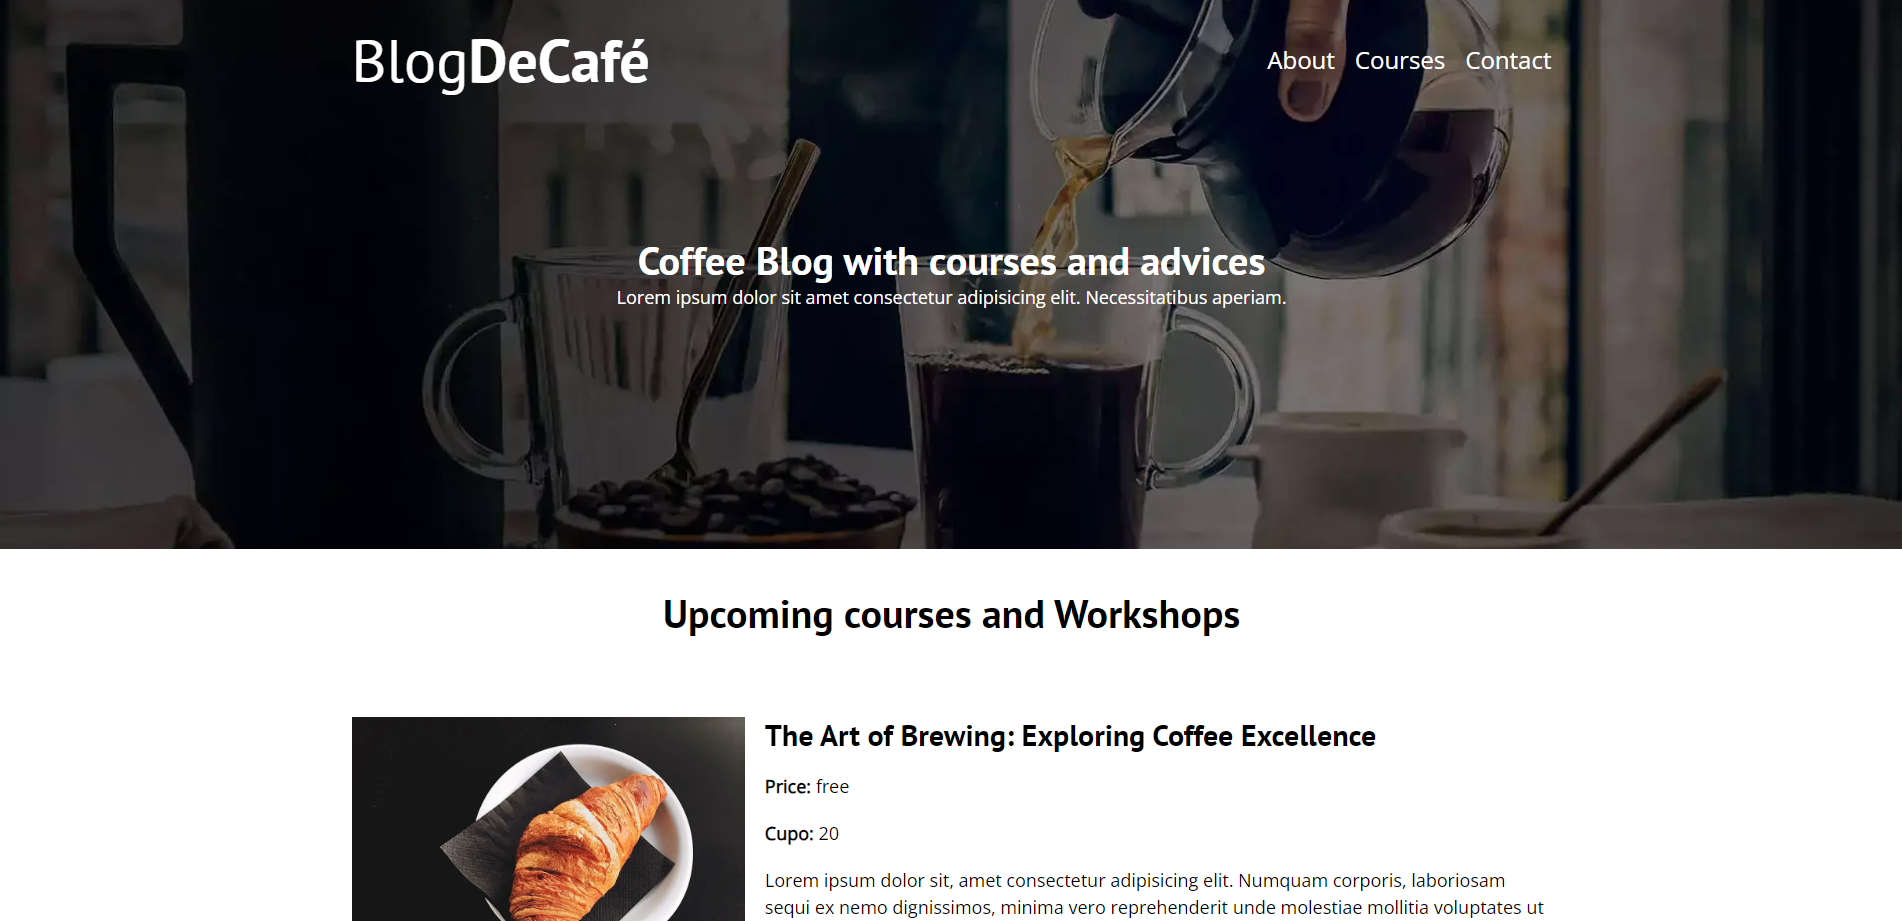 BlogDeCafé
About Courses Contact
Coffee Blog with courses and advices
Lorem ipsum dolor sit amet consectetur adipisicing elit. Necessitatibus aperiam.
Upcoming courses and Workshops
The Art of Brewing: Exploring Coffee Excellence
Price: free
Cupo: 20
Lorem ipsum dolor sit, amet consectetur adipisicing elit. Numquam corporis, laboriosam
sequi ex nemo dignissimos, minima vero reprehenderit unde molestiae mollitia voluptates ut